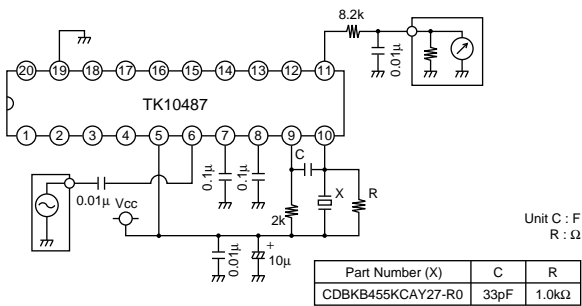 8.2k
0.01μ
20 19 18 17 16 15 14 13 12 11
TK10487
1 2 3 4 5 6 7 8 9 10
C
0.1μ
0.1μ
X
R
0.01μ
Vcc
2k
0.01μ
+
10μ
Unit C : F
R : Ω
Part Number (X) C R
CDBKB455KCAY27-R0 33pF 1.0kΩ